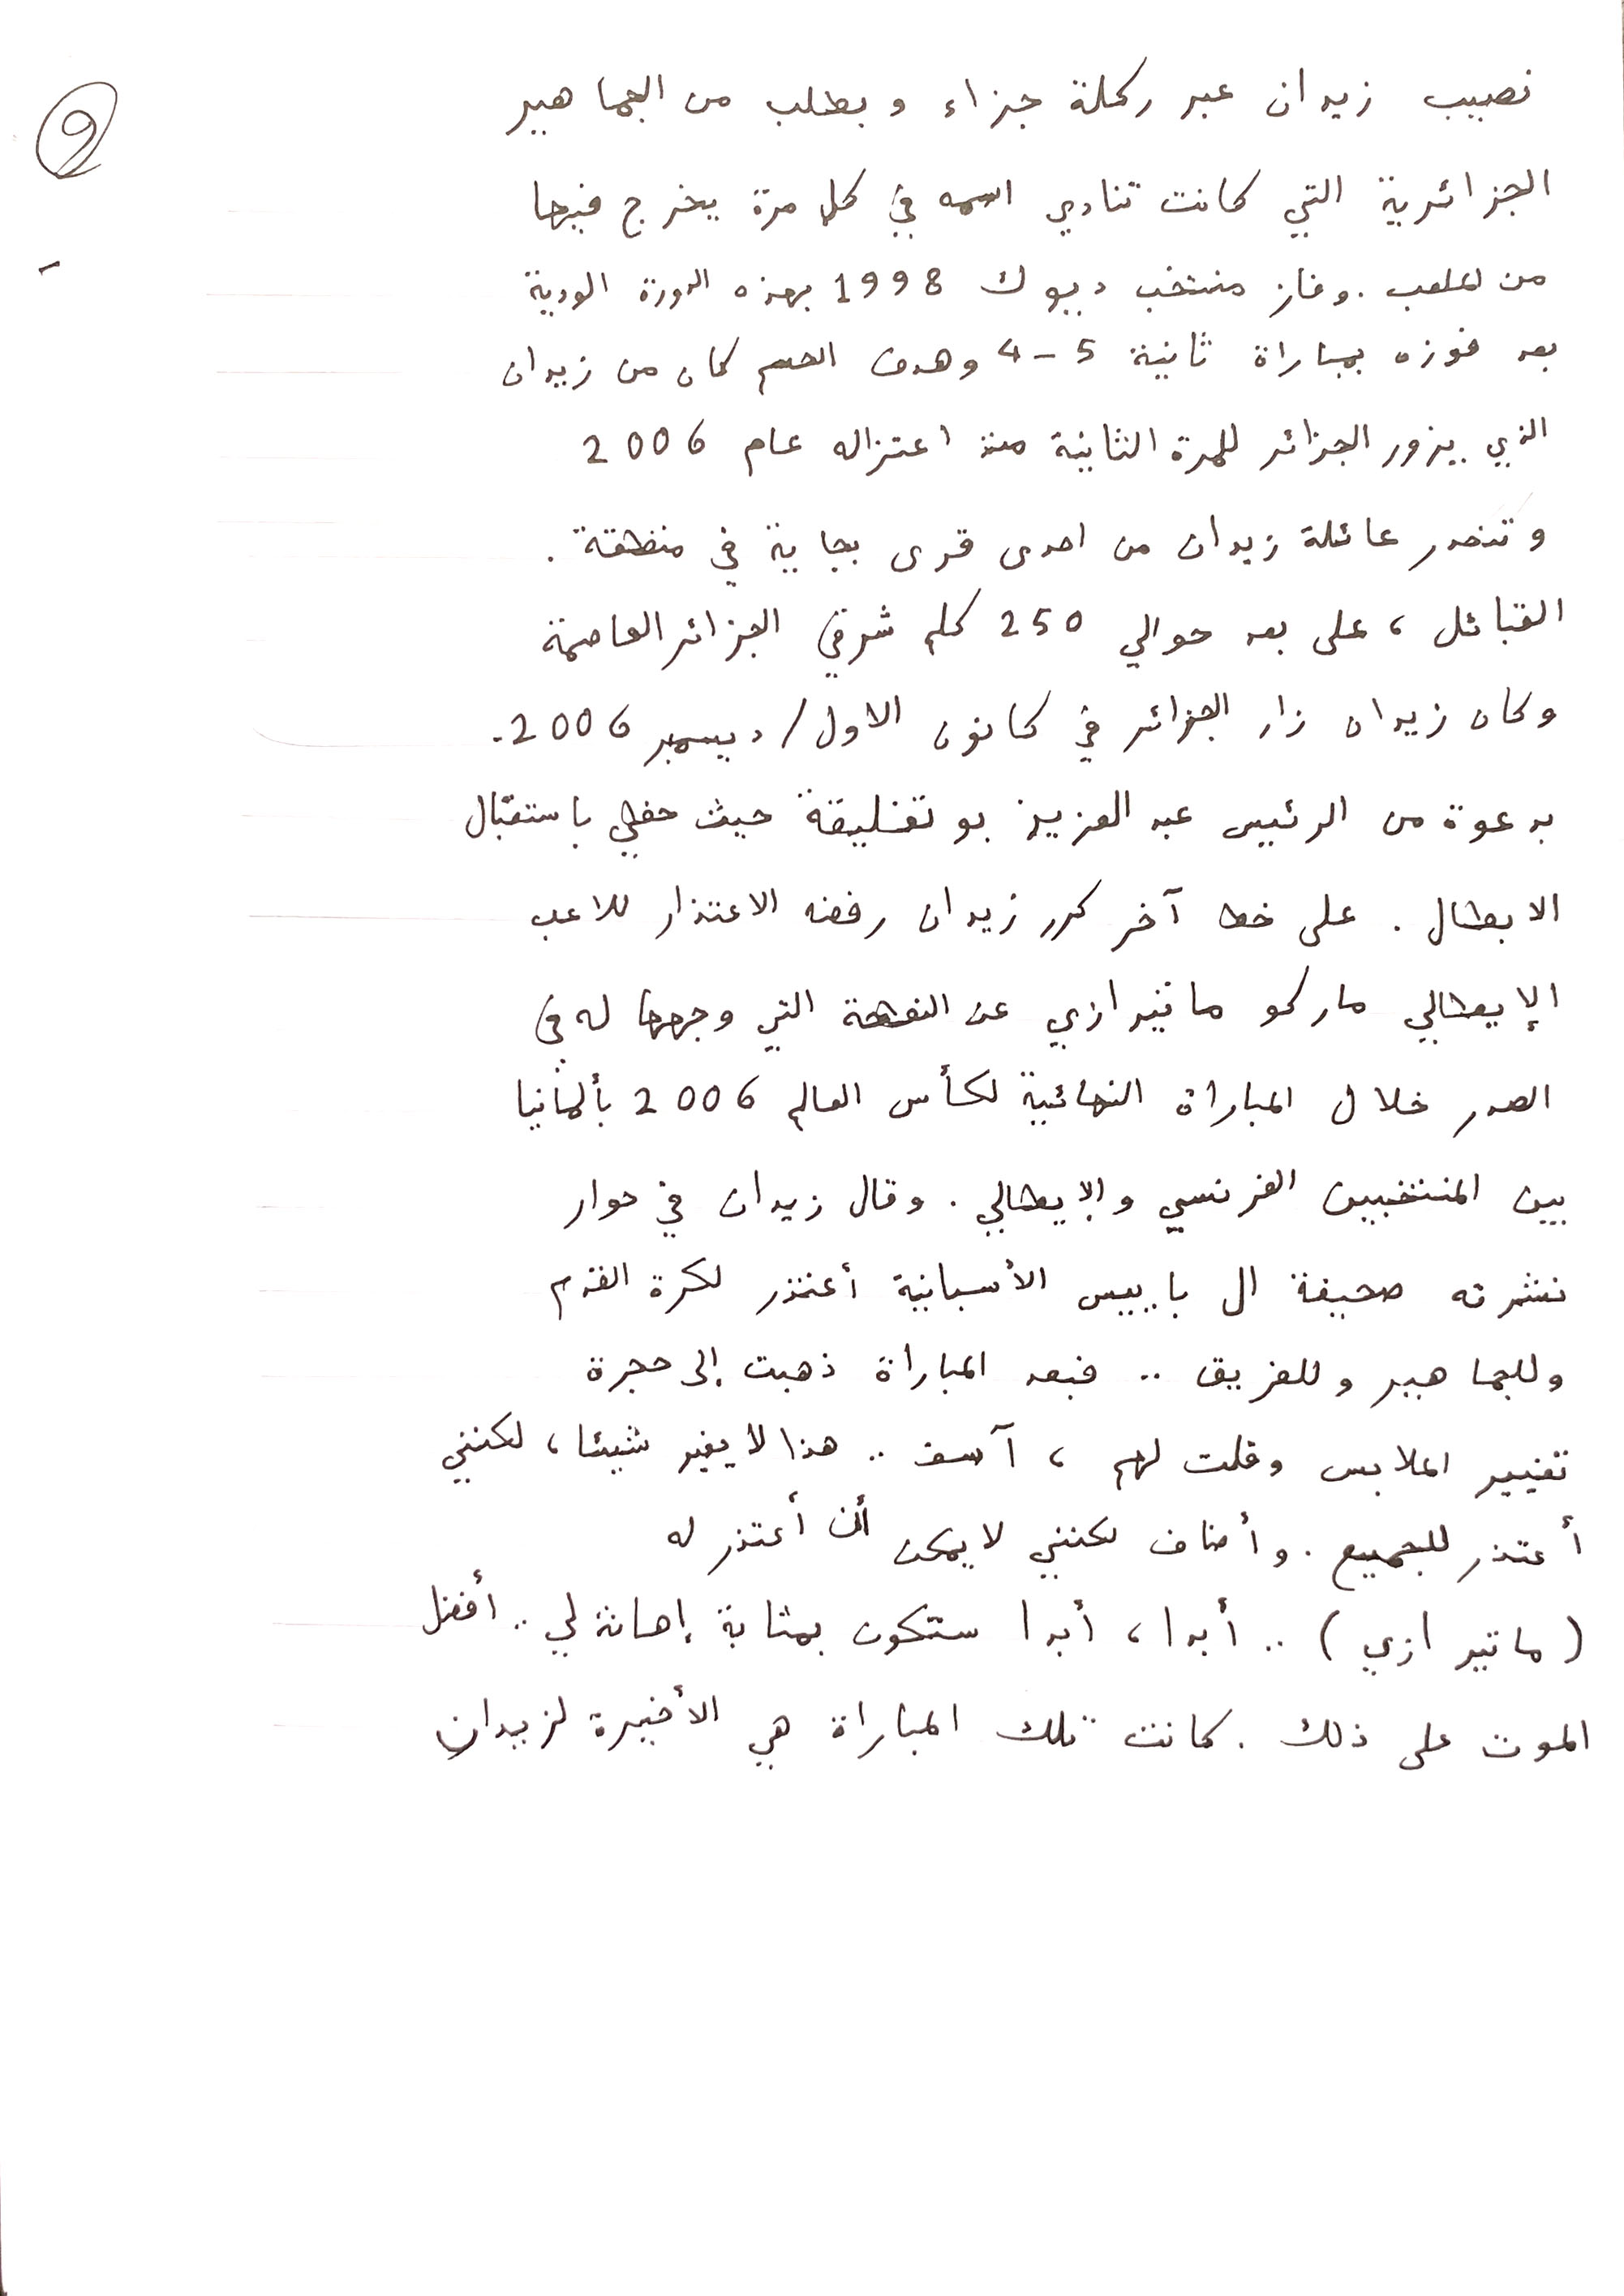 نصيب زيدان عبر ركلة جزاء وبطلب من الجماهير
الجزائرية التي كانت تنادي اسمه في كل مرة يخرج فيها
من لملعب . وفاز منتخب ديبوك 1998 بهذه الدورة الودية
بعد فوزه بمباراة ثانية 5 - 4 وهدف الحسم كان من زيدان
الذي يزور الجزائر للمرة الثانية منذ اعتزاله عام 2006
وتنحدر عائلة زيدان من احدى قرى بجاية في منطقة .
القبائل ، على بعد حوالي 250 كلم شرقي الجزائر العاصمة
وكان زيدان زار الجزائر في كانون الاول / ديسمبر 2006-
بدعوة من الرئيس عبد العزيز بوتفليقة حيث حظي باستقبال
الابطال . على خط آخر كرر زيدان رفضه الاعتذار للاعب
الإيطالي ماركو ماتيرازي عن النطحة التي وجهها له في
الصدر خلال المباراة النهائية لكأس العالم 2006 بألمانيا
بين المنتخبين الفرنسي والإيطالي . وقال زيدان في حوار
نشرته صحيفة ال باييس الأسبانية أعتذر لكرة القدم
وللجماهير وللفريق .. فبعد المباراة ذهبت إلى حجرة
تغيير الملابس وقلت لهم ، آسف .. هذا لا يغير شيئا ، لكنني
أعتذر للجميع . وأضاف لكنني لا يمكن أن أعتذر له
( ماتيرازي ) .. أبدا ، أبدا ستكون بمثابة إهانة لي .. أفضل
الموت على ذلك . كانت تلك المباراة هي الأخيرة لزيدان